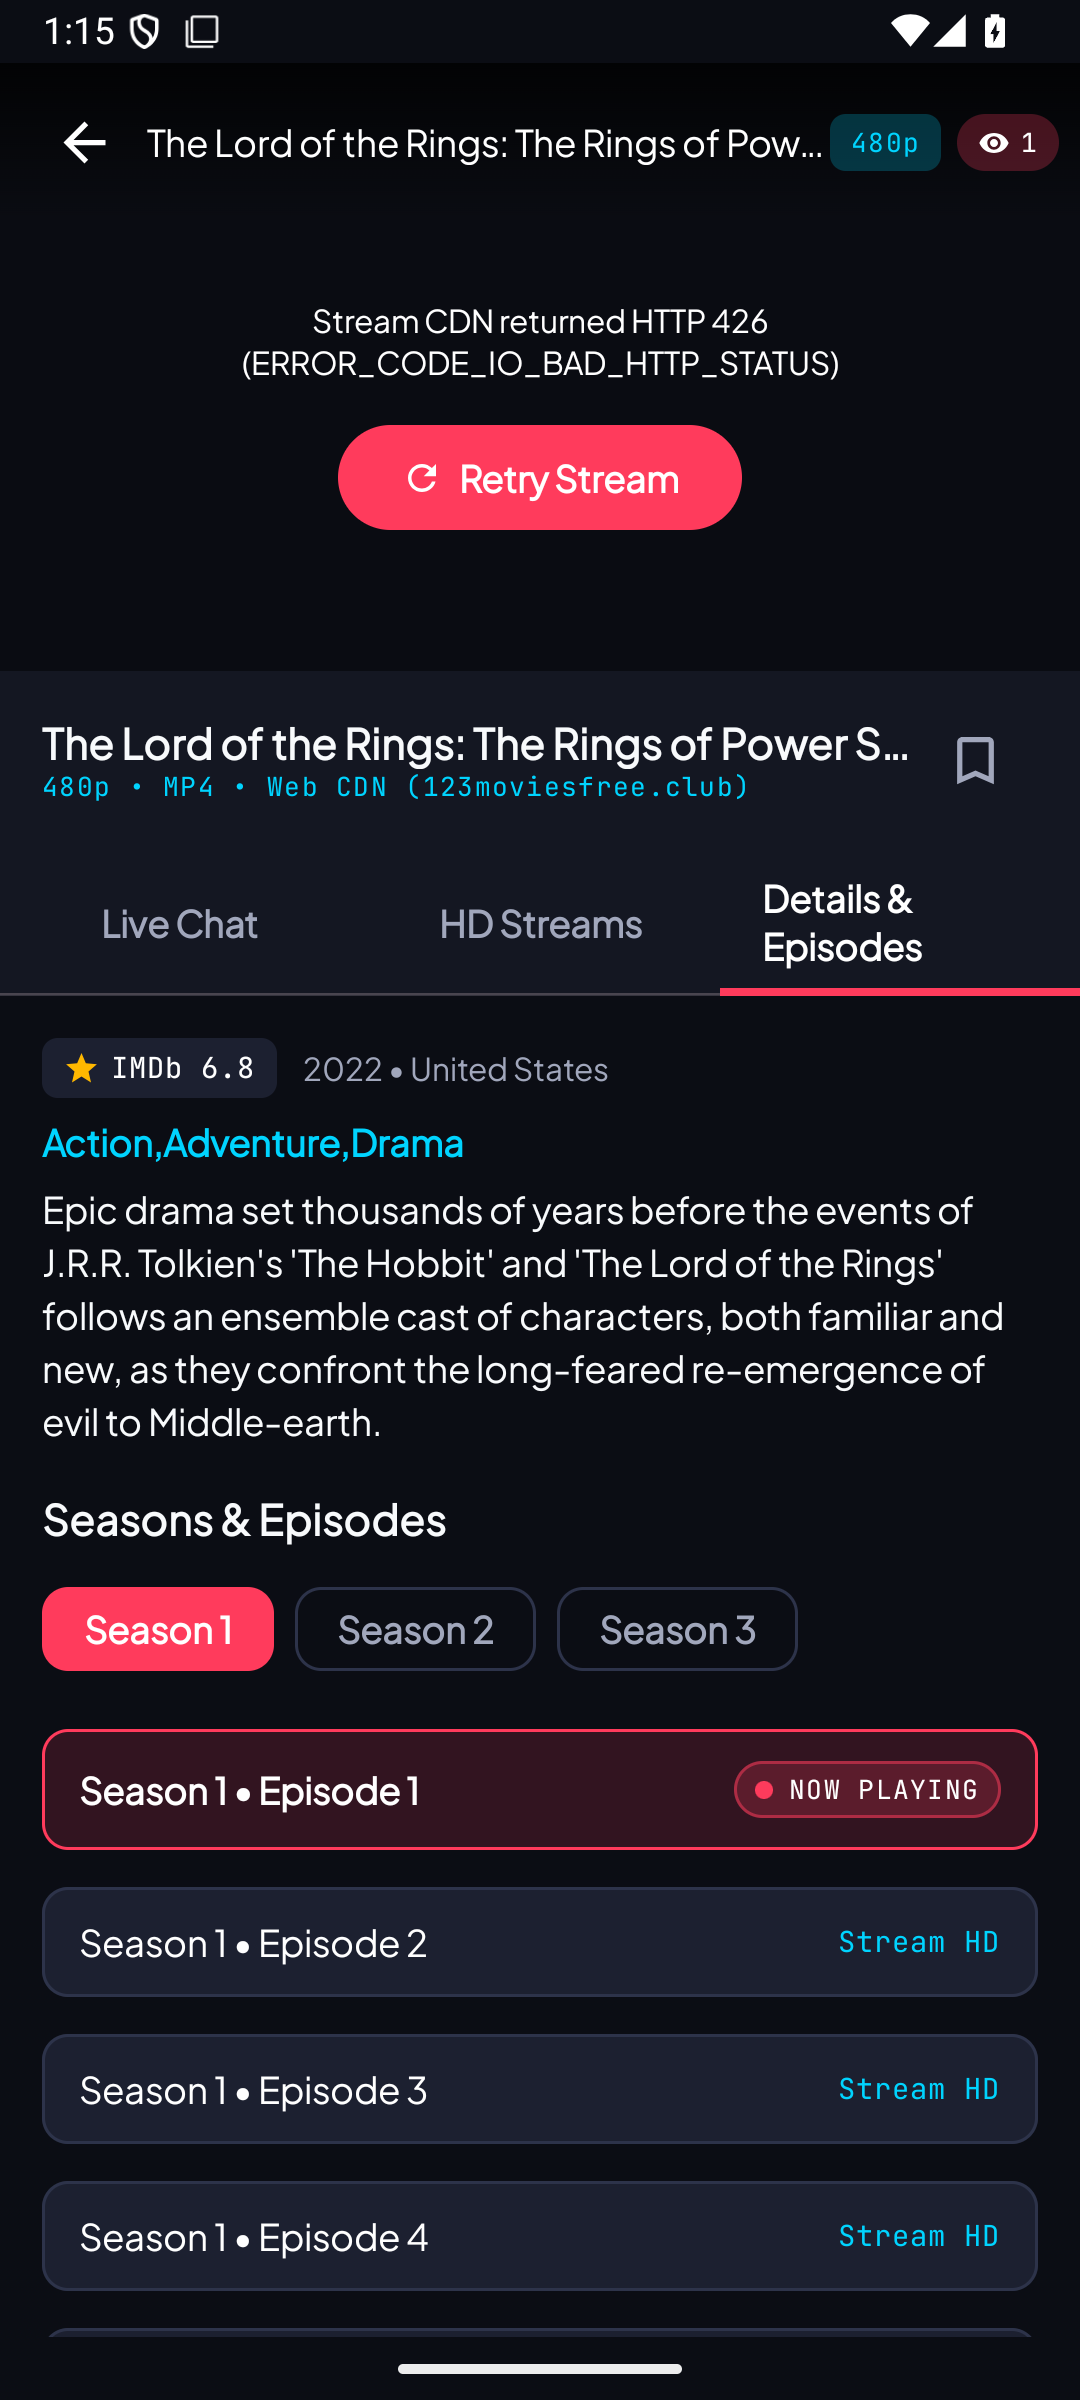 1:15
The Lord of the Rings: The Rings of Pow...
480p
1
Stream CDN returned HTTP 426
(ERROR_CODE_IO_BAD_HTTP_STATUS)
Retry Stream
The Lord of the Rings: The Rings of Power S...
480p • MP4 • Web CDN (123moviesfree.club)
Live Chat
HD Streams
Details &
Episodes
IMDb 6.8
2022 • United States
Action,Adventure,Drama
Epic drama set thousands of years before the events of
J.R.R. Tolkien's 'The Hobbit' and 'The Lord of the Rings'
follows an ensemble cast of characters, both familiar and
new, as they confront the long-feared re-emergence of
evil to Middle-earth.
Seasons & Episodes
Season 1
Season 2
Season 3
Season 1 • Episode 1
NOW PLAYING
Season 1 • Episode 2
Stream HD
Season 1 • Episode 3
Stream HD
Season 1 • Episode 4
Stream HD